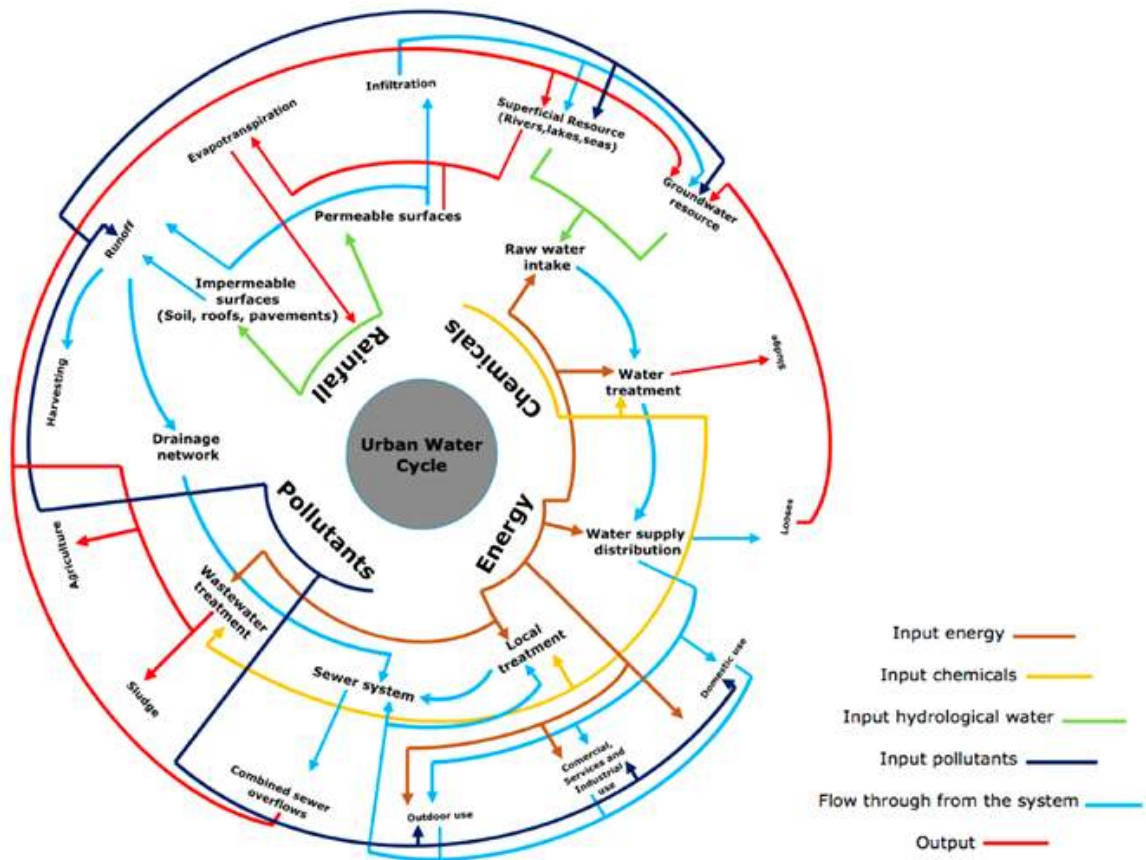 Infiltration
Superficial Resource
(Rivers,lakes,seas)
Evapotranspiration
Groundwater
resource
Permeable surfaces
Runoff
Raw water
intake
Impermeable
surfaces
(Soil, roofs, pavements)
Rainfall
Chemicals
Sludge
Water
treatment
Harvesting
Drainage
network
Urban Water
Cycle
Pollutants
Energy
Water supply
distribution
Looses
Agriculture
Wastewater
treatment
Local
treatment
Sewer system
Sludge
Domestic use
Combined sewer
overflows
Comercial,
Services and
Industrial
use
Outdoor use
Input energy
Input chemicals
Input hydrological water
Input pollutants
Flow through from the system
Output